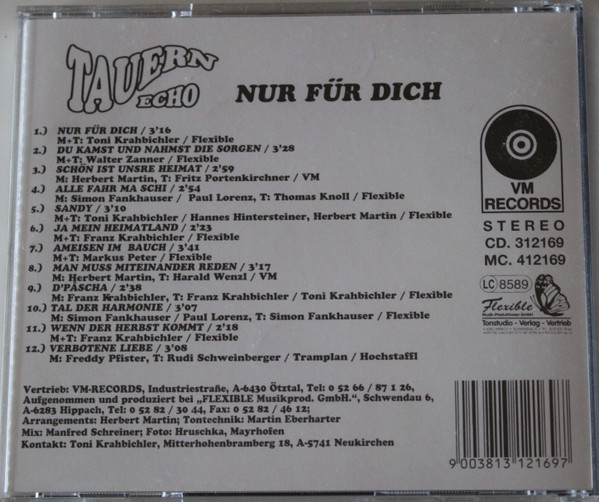 TAUERN
ECHO
NUR FÜR DICH
1.) NUR FÜR DICH / 3'16
M+T: Toni Krahbichler / Flexible
2.) DU KAMST UND NAHMST DIE SORGEN / 3'28
M+T: Walter Zanner / Flexible
3.) SCHÖN IST UNSRE HEIMAT / 2'59
M: Herbert Martin, T: Fritz Portenkirchner / VM
4.) ALLE FAHR MA SCHI / 2'54
M: Simon Fankhauser / Paul Lorenz, T: Thomas Knoll / Flexible
5.) SANDY / 3'10
M+T: Toni Krahbichler / Hannes Hintersteiner, Herbert Martin / Flexible
6.) JA MEIN HEIMATLAND / 2'23
M+T: Franz Krahbichler / Flexible
7.) AMEISEN IM BAUCH / 3'41
M+T: Markus Peter / Flexible
8.) MAN MUSS MITEINANDER REDEN / 3'17
M: Herbert Martin, T: Harald Wenzl / VM
9.) D'PÀSCHA / 2'38
M: Franz Krahbichler, T: Franz Krahbichler / Toni Krahbichler / Flexible
10.) TAL DER HARMONIE / 3'07
M: Simon Fankhauser / Paul Lorenz, T: Simon Fankhauser / Flexible
11.) WENN DER HERBST KOMMT / 2'18
M+T: Franz Krahbichler / Flexible
12.) VERBOTENE LIEBE / 3'08
M: Freddy Pfister, T: Rudi Schweinberger / Tramplan / Hochstaffl
VM
RECORDS
STEREO
CD. 312169
MC. 412169
LC 8589
Flexible
Musik-Produktions GmbH
Tonstudio - Verlag - Vertrieb
Vertrieb: VM-RECORDS, Industriestraße, A-6430 Ötztal, Tel: 0 52 66 / 87 1 26,
Aufgenommen und produziert bei „FLEXIBLE Musikprod. GmbH.", Schwendau 6,
A-6283 Hippach, Tel: 0 52 82 / 30 44, Fax: 0 52 82 / 46 12;
Arrangements: Herbert Martin; Tontechnik: Martin Eberharter
Mix: Manfred Schreiner; Foto: Hruschka, Mayrhofen
Kontakt: Toni Krahbichler, Mitterhohenbramberg 18, A-5741 Neukirchen
9 003813 121697